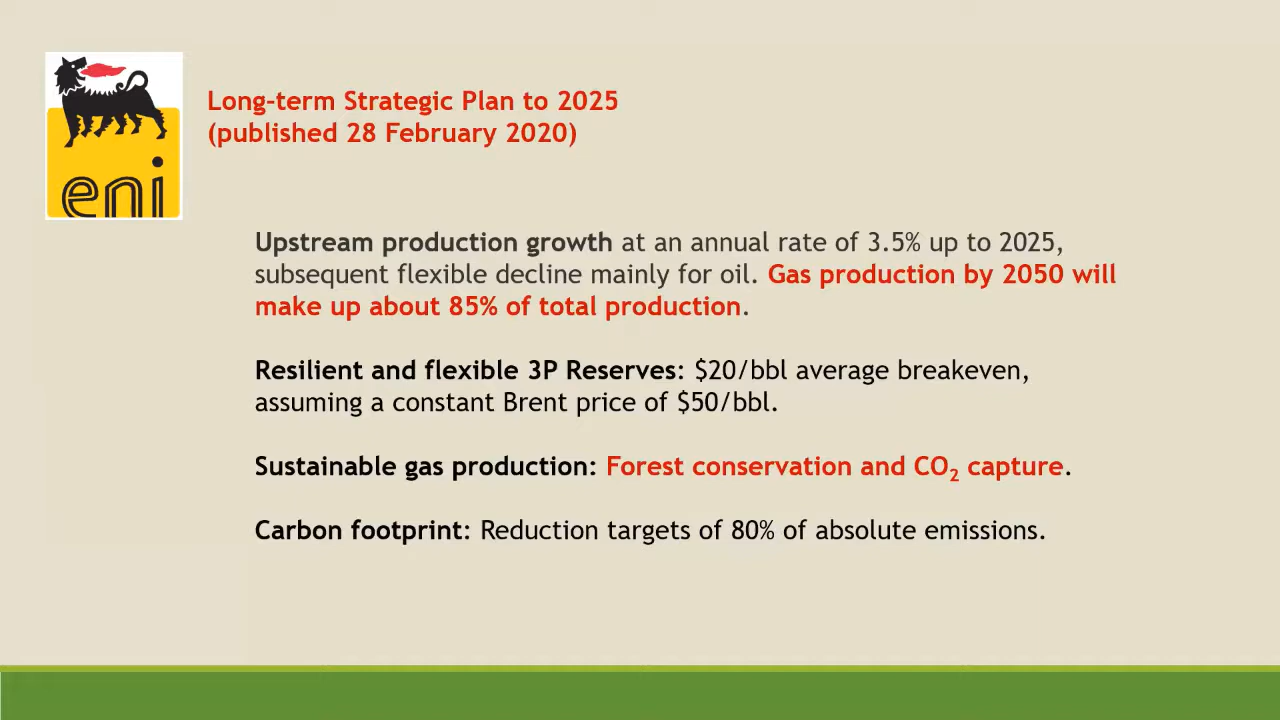 eni
Long-term Strategic Plan to 2025
(published 28 February 2020)
Upstream production growth at an annual rate of 3.5% up to 2025,
subsequent flexible decline mainly for oil. Gas production by 2050 will
make up about 85% of total production.
Resilient and flexible 3P Reserves: $20/bbl average breakeven,
assuming a constant Brent price of $50/bbl.
Sustainable gas production: Forest conservation and CO₂ capture.
Carbon footprint: Reduction targets of 80% of absolute emissions.